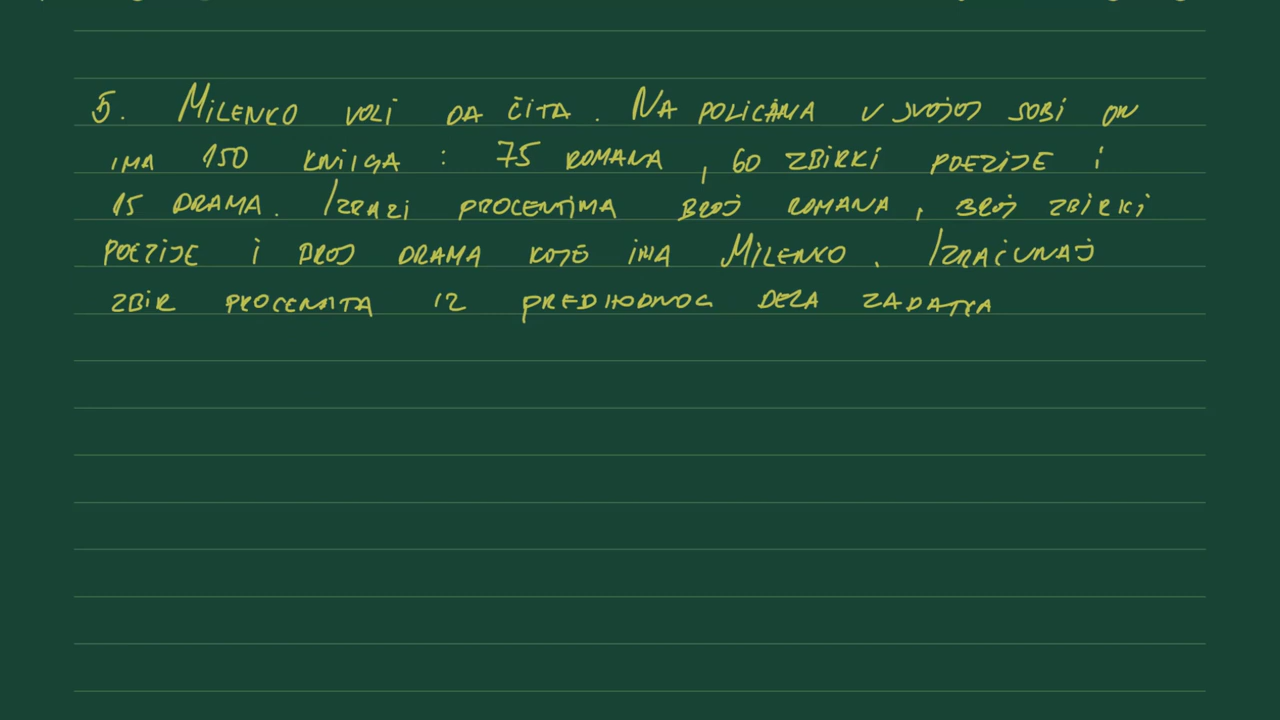 5. MILENKO VOLI DA ČITA. NA POLICAMA U SVOJOJ SOBI ON
IMA 150 KNJIGA : 75 ROMANA, 60 ZBIRKI POEZIJE i
15 DRAMA. IZRAZI PROCENTIMA BROJ ROMANA, BROJ ZBIRKI
POEZIJE i BROJ DRAMA KOJE IMA MILENKO. IZRAČUNAJ
ZBIR PROCENATA IZ PREDHODNOG DELA ZADATKA